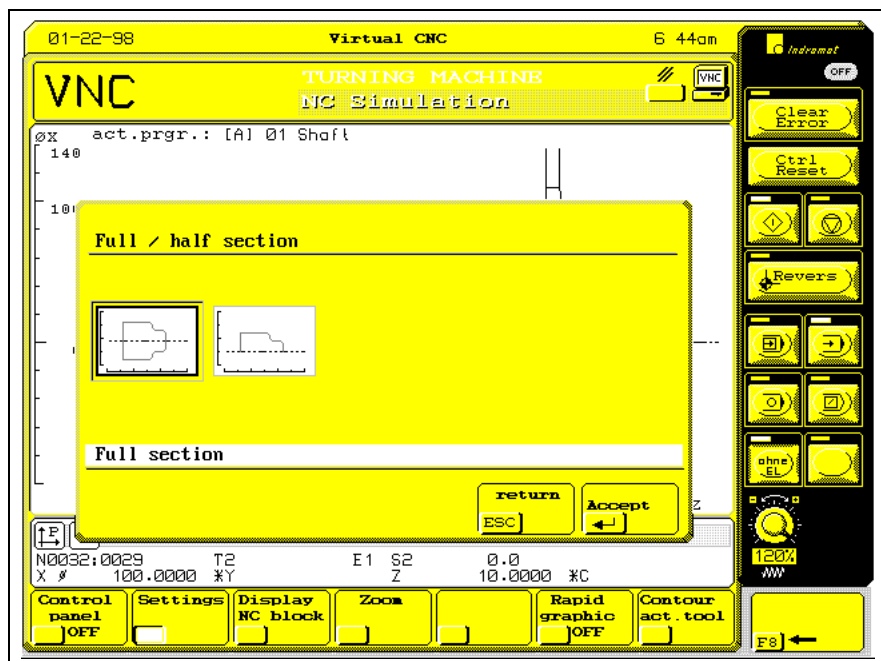 01-22-98 Virtual CNC 6 44am
Indramat
OFF
VNC
TURNING MACHINE
NC Simulation
VNC
Clear
Error
Ctrl
Reset
Revers
øX act.prgr.: [A] 01 Shaft
140
Full / half section
Full section
return
ESC
Accept
Z
ohne
EL
120%
P
N0032:0029 T2 E1 S2 0.0
X ø 100.0000 *Y Z 10.0000 *C
Control
panel
OFF
Settings
Display
NC block
Zoom
Rapid
graphic
OFF
Contour
act.tool
F8